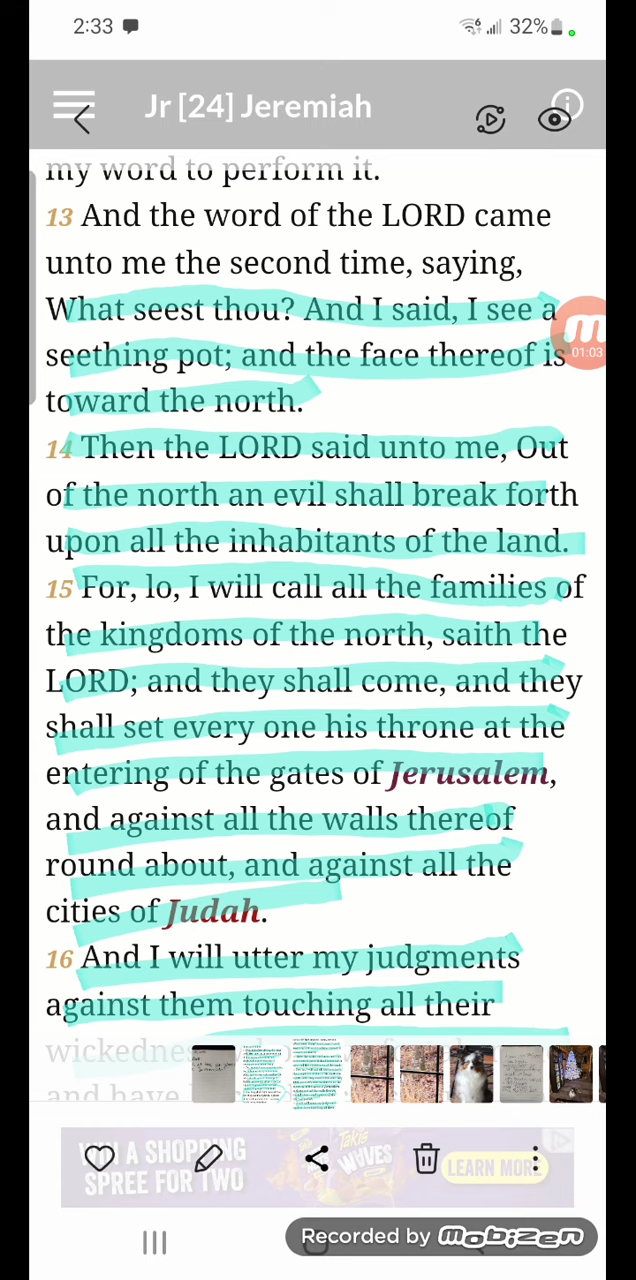 2:33
6
32%
Jr [24] Jeremiah
my word to perform it.
13 And the word of the LORD came
unto me the second time, saying,
What seest thou? And I said, I see a
seething pot; and the face thereof is
toward the north.
01:03
14 Then the LORD said unto me, Out
of the north an evil shall break forth
upon all the inhabitants of the land.
15 For, lo, I will call all the families of
the kingdoms of the north, saith the
LORD; and they shall come, and they
shall set every one his throne at the
entering of the gates of Jerusalem,
and against all the walls thereof
round about, and against all the
cities of Judah.
16 And I will utter my judgments
against them touching all their
and have
WIN A SHOPPING
SPREE FOR TWO
Takis
WAVES
LEARN MORE
Recorded by mobizen